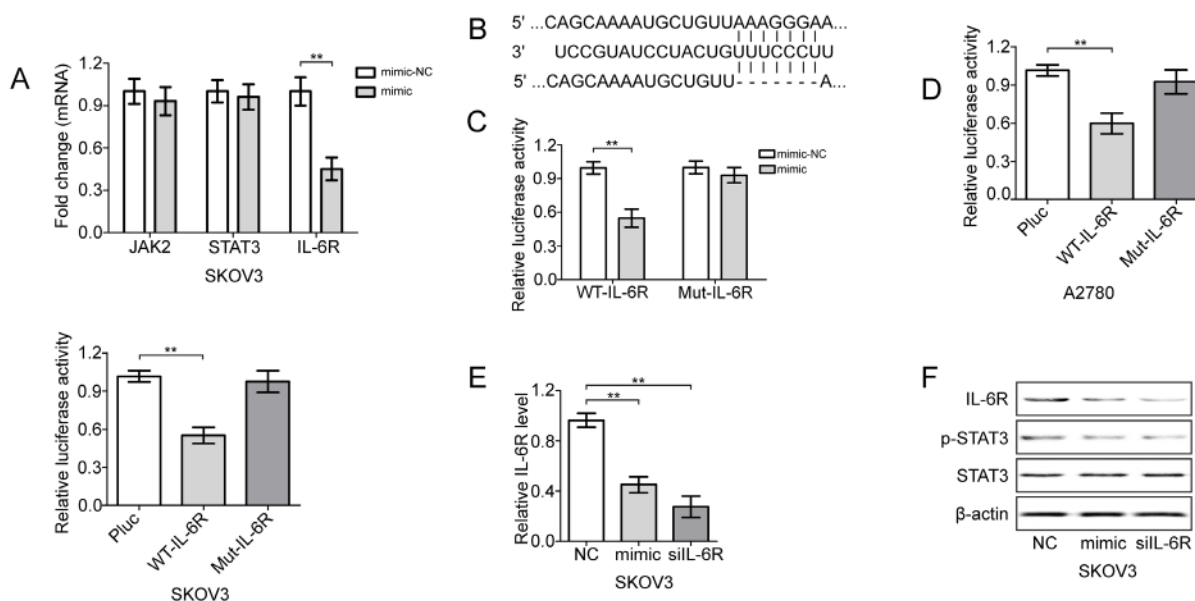 A
Fold change (mRNA)
1.2
0.9
0.6
0.3
0.0
**
mimic-NC
mimic
JAK2 STAT3 IL-6R
SKOV3
B
5' ...CAGCAAAAUGCUGUUAAAGGGAA...
3' UCCGUAUCCUACUGUUUCCCUU
5' ...CAGCAAAAUGCUGUU-------A...
C
Relative luciferase activity
1.2
0.9
0.6
0.3
0.0
**
mimic-NC
mimic
WT-IL-6R Mut-IL-6R
D
Relative luciferase activity
1.2
0.9
0.6
0.3
0.0
**
Pluc WT-IL-6R Mut-IL-6R
A2780
Relative luciferase activity
1.2
0.9
0.6
0.3
0.0
**
Pluc WT-IL-6R Mut-IL-6R
SKOV3
E
Relative IL-6R level
1.2
0.8
0.4
0.0
**
**
NC mimic siIL-6R
SKOV3
F
IL-6R
p-STAT3
STAT3
β-actin
NC mimic siIL-6R
SKOV3